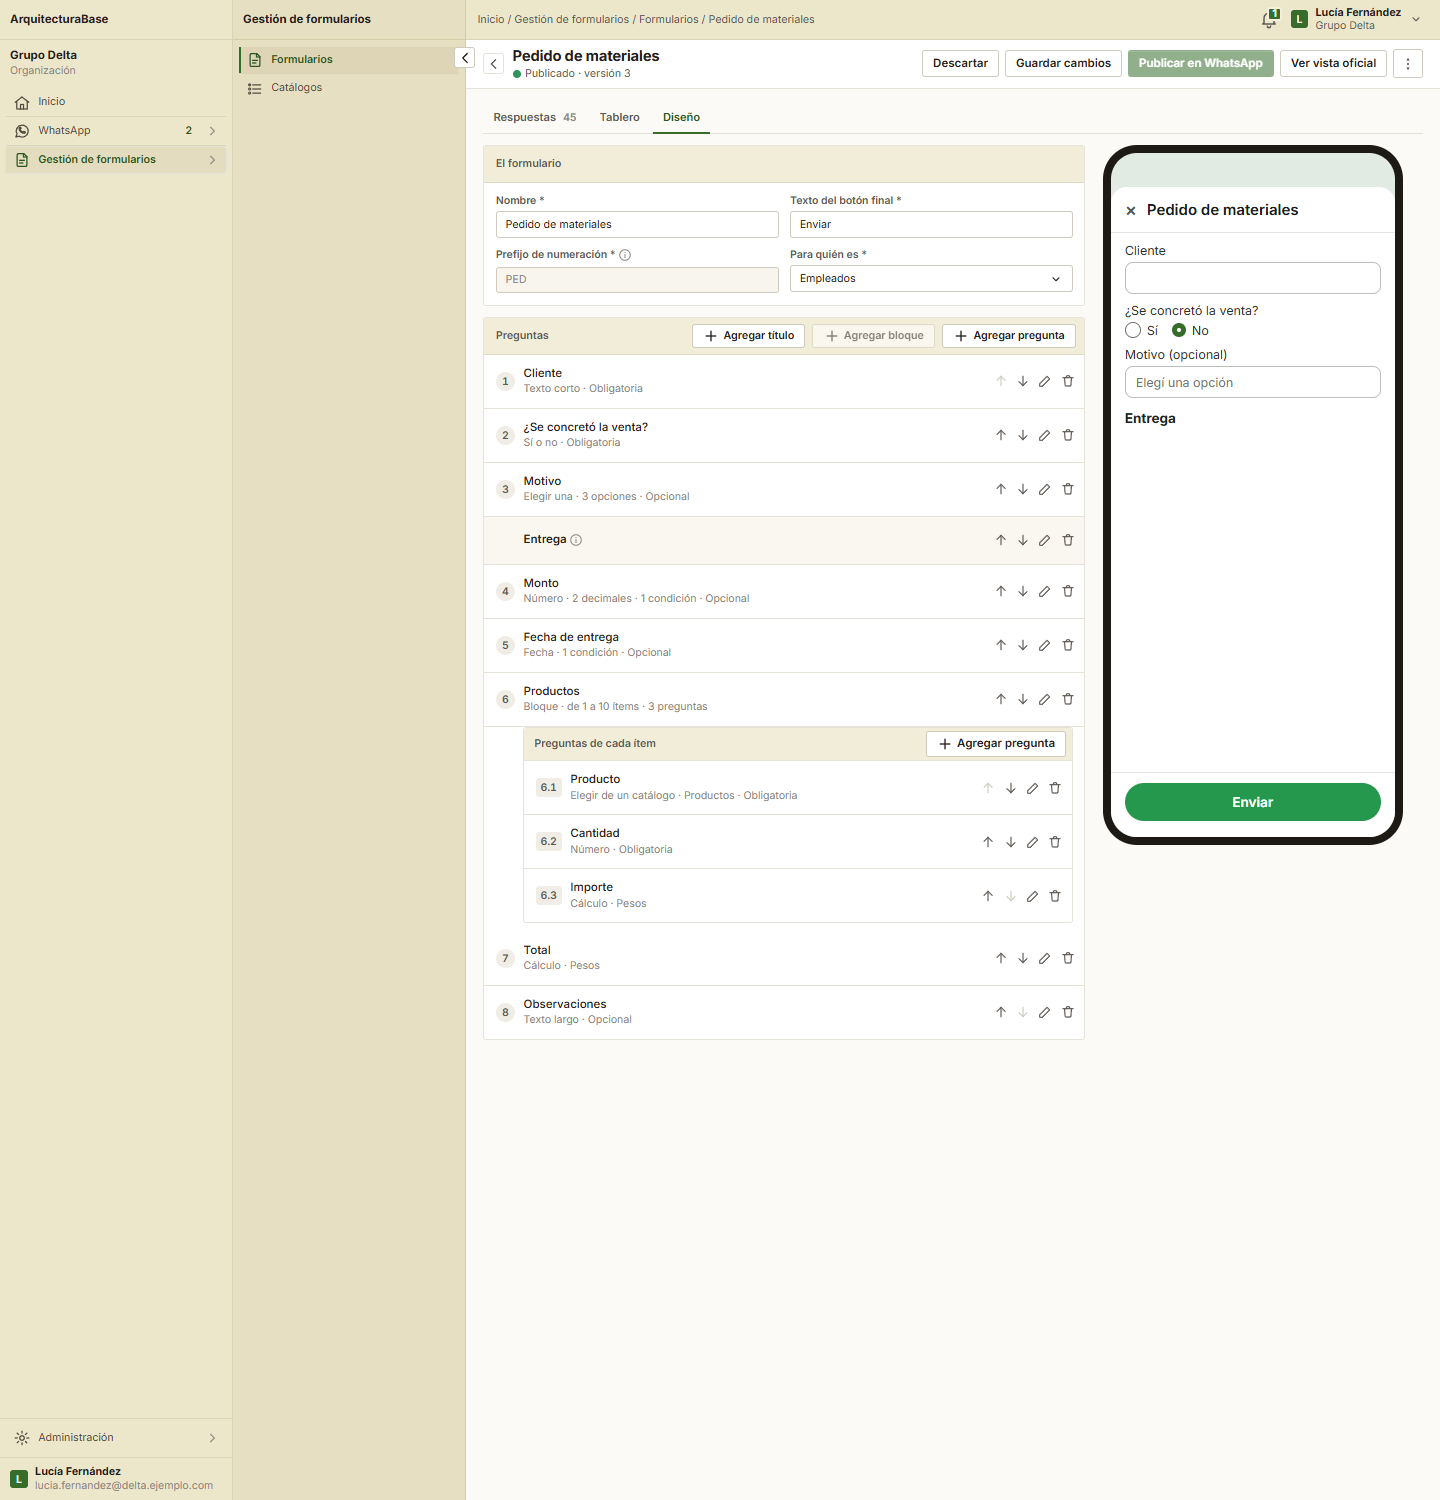 ArquitecturaBase
Grupo Delta
Organización
Inicio
WhatsApp 2
Gestión de formularios
Administración
L
Lucía Fernández
lucia.fernandez@delta.ejemplo.com
Gestión de formularios
Formularios
Catálogos
Inicio / Gestión de formularios / Formularios / Pedido de materiales
1
L
Lucía Fernández
Grupo Delta
Pedido de materiales
Publicado · versión 3
Descartar
Guardar cambios
Publicar en WhatsApp
Ver vista oficial
Respuestas 45
Tablero
Diseño
El formulario
Nombre *
Pedido de materiales
Texto del botón final *
Enviar
Prefijo de numeración *
PED
Para quién es *
Empleados
Preguntas
Agregar título
Agregar bloque
Agregar pregunta
1
Cliente
Texto corto · Obligatoria
2
¿Se concretó la venta?
Sí o no · Obligatoria
3
Motivo
Elegir una · 3 opciones · Opcional
Entrega
4
Monto
Número · 2 decimales · 1 condición · Opcional
5
Fecha de entrega
Fecha · 1 condición · Opcional
6
Productos
Bloque · de 1 a 10 ítems · 3 preguntas
Preguntas de cada ítem
Agregar pregunta
6.1
Producto
Elegir de un catálogo · Productos · Obligatoria
6.2
Cantidad
Número · Obligatoria
6.3
Importe
Cálculo · Pesos
7
Total
Cálculo · Pesos
8
Observaciones
Texto largo · Opcional
Pedido de materiales
Cliente
¿Se concretó la venta?
Sí No
Motivo (opcional)
Elegí una opción
Entrega
Enviar